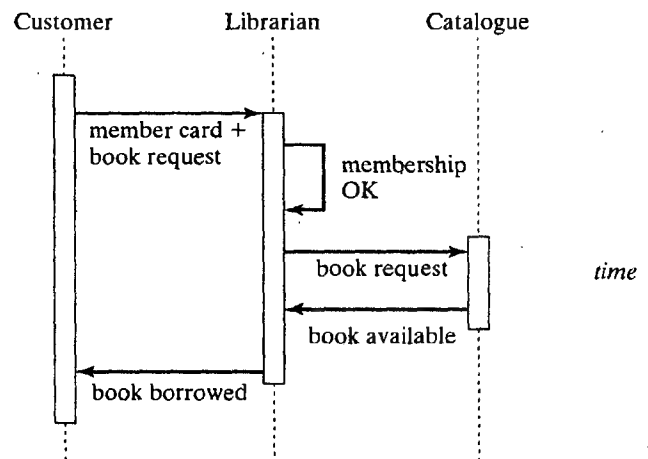 Customer
Librarian
Catalogue
member card +
book request
membership
OK
book request
time
book available
book borrowed